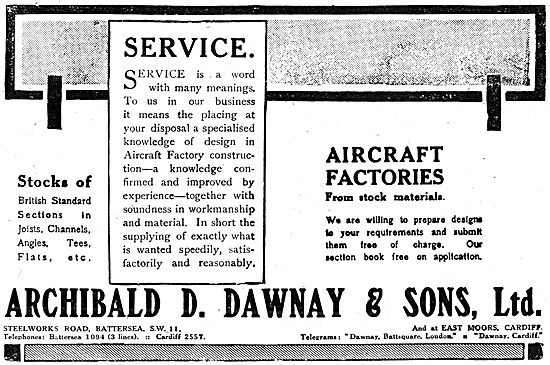 SERVICE.
SERVICE is a word
with many meanings.
To us in our business
it means the placing at
your disposal a specialised
knowledge of design in
Aircraft Factory construc-
tion—a knowledge con-
firmed and improved by
experience—together with
soundness in workmanship
and material. In short the
supplying of exactly what
is wanted speedily, satis-
factorily and reasonably.
Stocks of
British Standard
Sections in
Joists, Channels,
Angles, Tees,
Flats, etc.
AIRCRAFT
FACTORIES
From stock materials.
We are willing to prepare designs
to your requirements and submit
them free of charge. Our
section book free on application.
ARCHIBALD D. DAWNAY & SONS, Ltd.
STEELWORKS ROAD, BATTERSEA, S.W. 11. And at EAST MOORS, CARDIFF.
Telephones: Battersea 1094 (3 lines). :: Cardiff 2557. Telegrams: "Dawnay, Battsquare, London." "Dawnay, Cardiff."